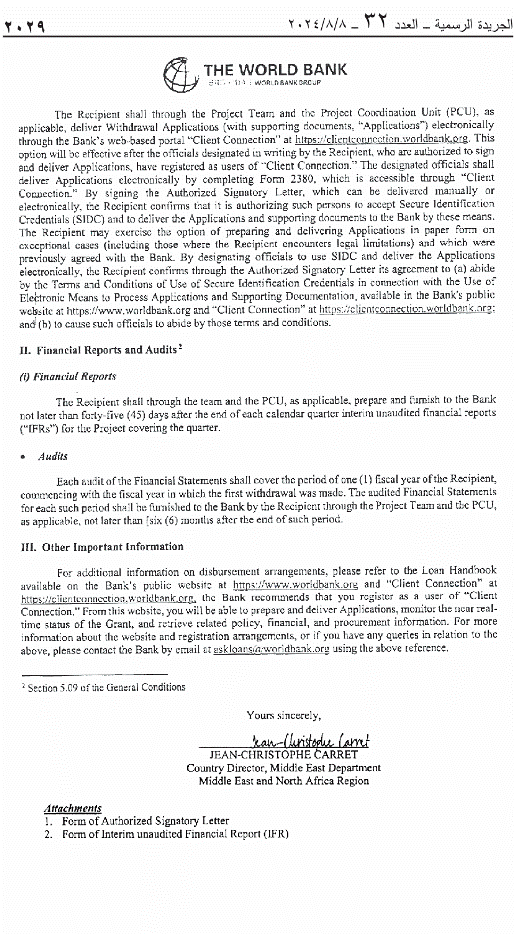 ٢٠٢٩
الجريدة الرسمية ــ العدد ٣٢ ــ ٢٠٢٤/٨/٨
THE WORLD BANK
WORLD BANK GROUP
The Recipient shall through the Project Team and the Project Coordination Unit (PCU), as
applicable, deliver Withdrawal Applications (with supporting documents, "Applications") electronically
through the Bank's web-based portal "Client Connection" at https://clientconnection.worldbank.org. This
option will be effective after the officials designated in writing by the Recipient, who are authorized to sign
and deliver Applications, have registered as users of "Client Connection." The designated officials shall
deliver Applications electronically by completing Form 2380, which is accessible through "Client
Connection." By signing the Authorized Signatory Letter, which can be delivered manually or
electronically, the Recipient confirms that it is authorizing such persons to accept Secure Identification
Credentials (SIDC) and to deliver the Applications and supporting documents to the Bank by these means.
The Recipient may exercise the option of preparing and delivering Applications in paper form on
exceptional cases (including those where the Recipient encounters legal limitations) and which were
previously agreed with the Bank. By designating officials to use SIDC and deliver the Applications
electronically, the Recipient confirms through the Authorized Signatory Letter its agreement to (a) abide
by the Terms and Conditions of Use of Secure Identification Credentials in connection with the Use of
Electronic Means to Process Applications and Supporting Documentation, available in the Bank's public
website at https://www.worldbank.org and "Client Connection" at https://clientconnection.worldbank.org;
and (b) to cause such officials to abide by those terms and conditions.
II. Financial Reports and Audits 2
(i) Financial Reports
The Recipient shall through the team and the PCU, as applicable, prepare and furnish to the Bank
not later than forty-five (45) days after the end of each calendar quarter interim unaudited financial reports
("IFRs") for the Project covering the quarter.
• Audits
Each audit of the Financial Statements shall cover the period of one (1) fiscal year of the Recipient,
commencing with the fiscal year in which the first withdrawal was made. The audited Financial Statements
for each such period shall be furnished to the Bank by the Recipient through the Project Team and the PCU,
as applicable, not later than [six (6) months after the end of such period.
III. Other Important Information
For additional information on disbursement arrangements, please refer to the Loan Handbook
available on the Bank's public website at https://www.worldbank.org and "Client Connection" at
https://clientconnection.worldbank.org, the Bank recommends that you register as a user of "Client
Connection." From this website, you will be able to prepare and deliver Applications, monitor the near real-
time status of the Grant, and retrieve related policy, financial, and procurement information. For more
information about the website and registration arrangements, or if you have any queries in relation to the
above, please contact the Bank by email at askloans@worldbank.org using the above reference.
2 Section 5.09 of the General Conditions
Yours sincerely,
Jean-Christophe Carret
JEAN-CHRISTOPHE CARRET
Country Director, Middle East Department
Middle East and North Africa Region
Attachments
1. Form of Authorized Signatory Letter
2. Form of Interim unaudited Financial Report (IFR)